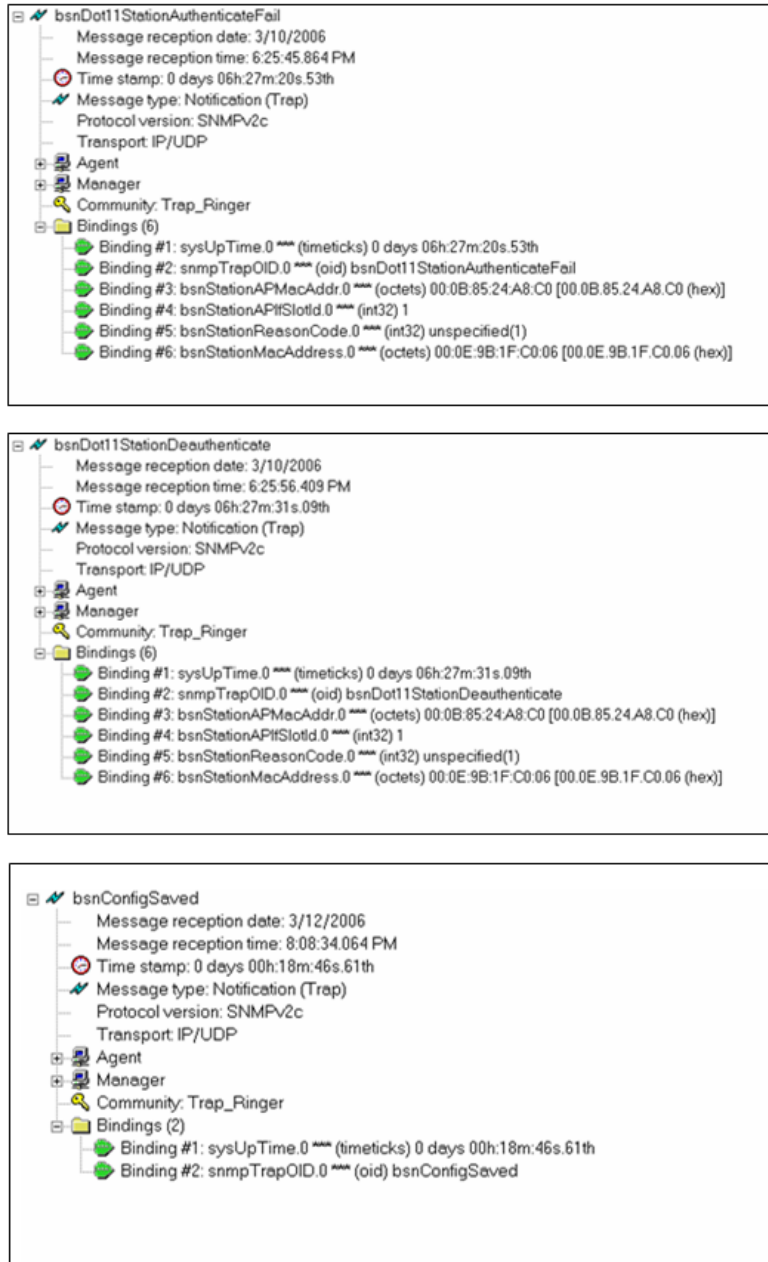 bsnDot11StationAuthenticateFail
Message reception date: 3/10/2006
Message reception time: 6:25:45.864 PM
Time stamp: 0 days 06h:27m:20s.53th
Message type: Notification (Trap)
Protocol version: SNMPv2c
Transport: IP/UDP
Agent
Manager
Community: Trap_Ringer
Bindings (6)
Binding #1: sysUpTime.0 *** (timeticks) 0 days 06h:27m:20s.53th
Binding #2: snmpTrapOID.0 *** (oid) bsnDot11StationAuthenticateFail
Binding #3: bsnStationAPMacAddr.0 *** (octets) 00:0B:85:24:A8:C0 [00.0B.85.24.A8.C0 (hex)]
Binding #4: bsnStationAPIfSlotId.0 *** (int32) 1
Binding #5: bsnStationReasonCode.0 *** (int32) unspecified(1)
Binding #6: bsnStationMacAddress.0 *** (octets) 00:0E:9B:1F:C0:06 [00.0E.9B.1F.C0.06 (hex)]
bsnDot11StationDeauthenticate
Message reception date: 3/10/2006
Message reception time: 6:25:56.409 PM
Time stamp: 0 days 06h:27m:31s.09th
Message type: Notification (Trap)
Protocol version: SNMPv2c
Transport: IP/UDP
Agent
Manager
Community: Trap_Ringer
Bindings (6)
Binding #1: sysUpTime.0 *** (timeticks) 0 days 06h:27m:31s.09th
Binding #2: snmpTrapOID.0 *** (oid) bsnDot11StationDeauthenticate
Binding #3: bsnStationAPMacAddr.0 *** (octets) 00:0B:85:24:A8:C0 [00.0B.85.24.A8.C0 (hex)]
Binding #4: bsnStationAPIfSlotId.0 *** (int32) 1
Binding #5: bsnStationReasonCode.0 *** (int32) unspecified(1)
Binding #6: bsnStationMacAddress.0 *** (octets) 00:0E:9B:1F:C0:06 [00.0E.9B.1F.C0.06 (hex)]
bsnConfigSaved
Message reception date: 3/12/2006
Message reception time: 8:08:34.064 PM
Time stamp: 0 days 00h:18m:46s.61th
Message type: Notification (Trap)
Protocol version: SNMPv2c
Transport: IP/UDP
Agent
Manager
Community: Trap_Ringer
Bindings (2)
Binding #1: sysUpTime.0 *** (timeticks) 0 days 00h:18m:46s.61th
Binding #2: snmpTrapOID.0 *** (oid) bsnConfigSaved